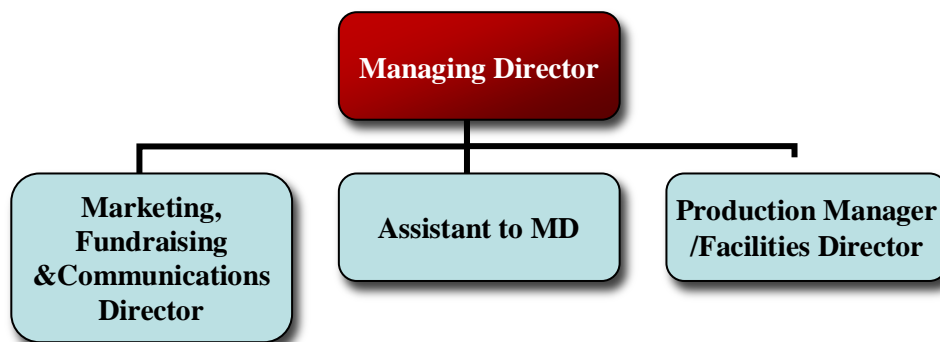 Managing Director
Marketing,
Fundraising
&Communications
Director
Assistant to MD
Production Manager
/Facilities Director